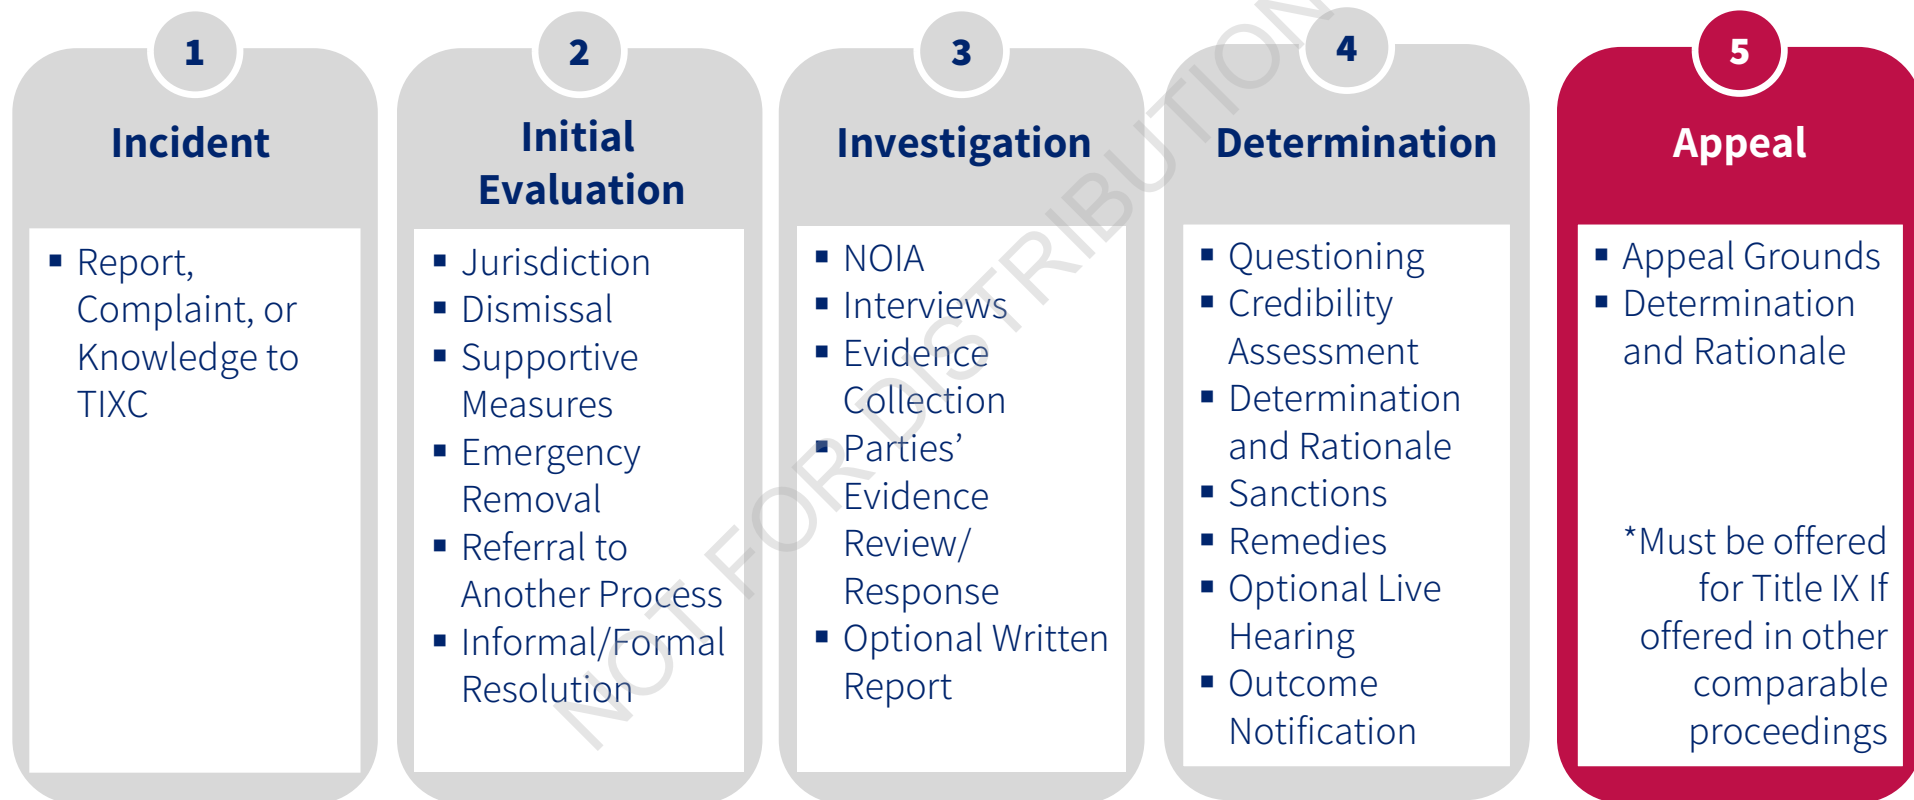 1
Incident
▪ Report,
Complaint, or
Knowledge to
TIXC
2
Initial
Evaluation
▪ Jurisdiction
▪ Dismissal
▪ Supportive
Measures
▪ Emergency
Removal
▪ Referral to
Another Process
▪ Informal/Formal
Resolution
3
Investigation
▪ NOIA
▪ Interviews
▪ Evidence
Collection
▪ Parties’
Evidence
Review/
Response
▪ Optional Written
Report
4
Determination
▪ Questioning
▪ Credibility
Assessment
▪ Determination
and Rationale
▪ Sanctions
▪ Remedies
▪ Optional Live
Hearing
▪ Outcome
Notification
5
Appeal
▪ Appeal Grounds
▪ Determination
and Rationale
*Must be offered
for Title IX If
offered in other
comparable
proceedings
NOT FOR DISTRIBUTION